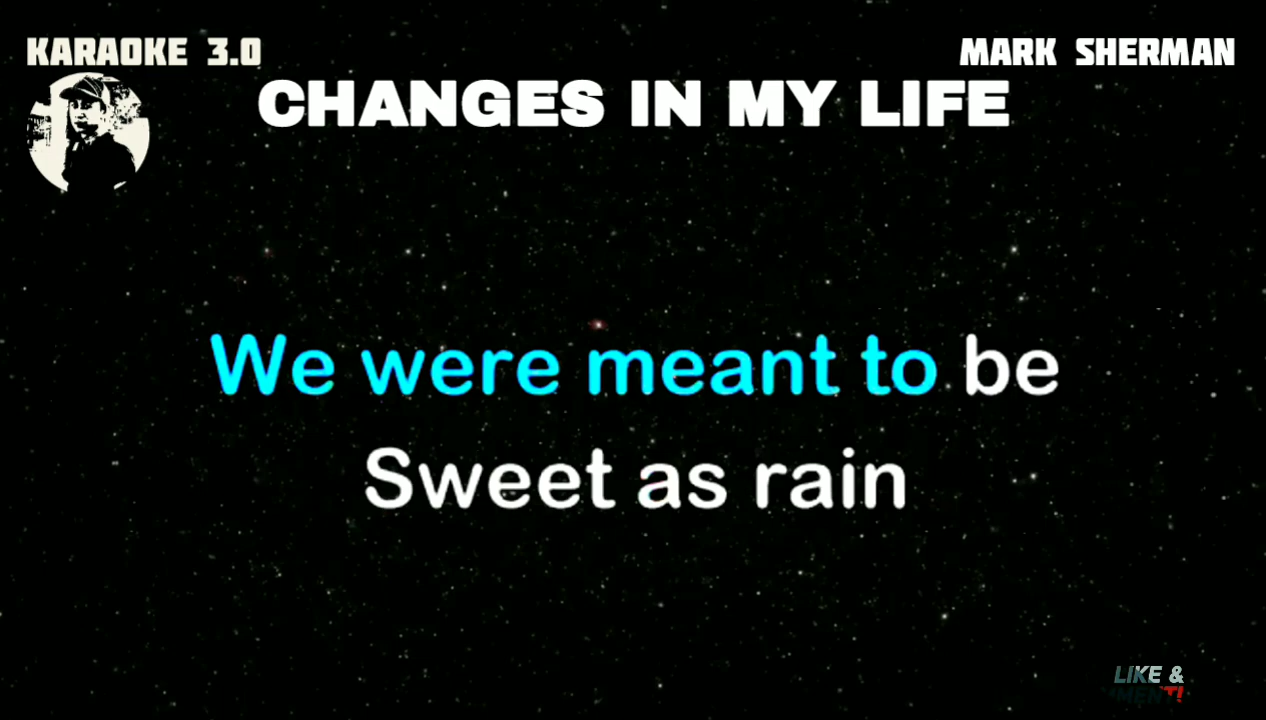 KARAOKE 3.0
MARK SHERMAN
CHANGES IN MY LIFE
We were meant to be
Sweet as rain
LIKE &